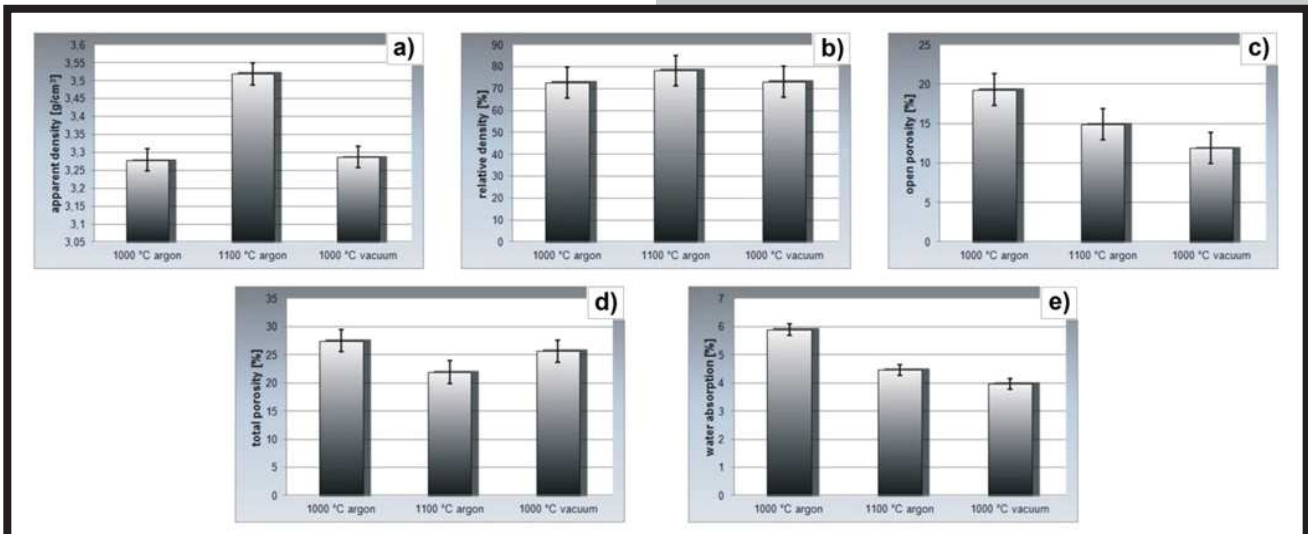 a)
apparent density [g/cm³]
3,6
3,55
3,5
3,45
3,4
3,35
3,3
3,25
3,2
3,15
3,1
3,05
1000 °C argon 1100 °C argon 1000 °C vacuum
b)
relative density [%]
90
80
70
60
50
40
30
20
10
0
1000 °C argon 1100 °C argon 1000 °C vacuum
c)
open porosity [%]
25
20
15
10
5
0
1000 °C argon 1100 °C argon 1000 °C vacuum
d)
total porosity [%]
35
30
25
20
15
10
5
0
1000 °C argon 1100 °C argon 1000 °C vacuum
e)
water absorption [%]
7
6
5
4
3
2
1
0
1000 °C argon 1100 °C argon 1000 °C vacuum